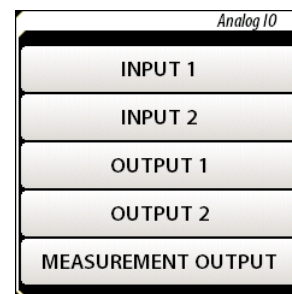 Analog IO
INPUT 1
INPUT 2
OUTPUT 1
OUTPUT 2
MEASUREMENT OUTPUT